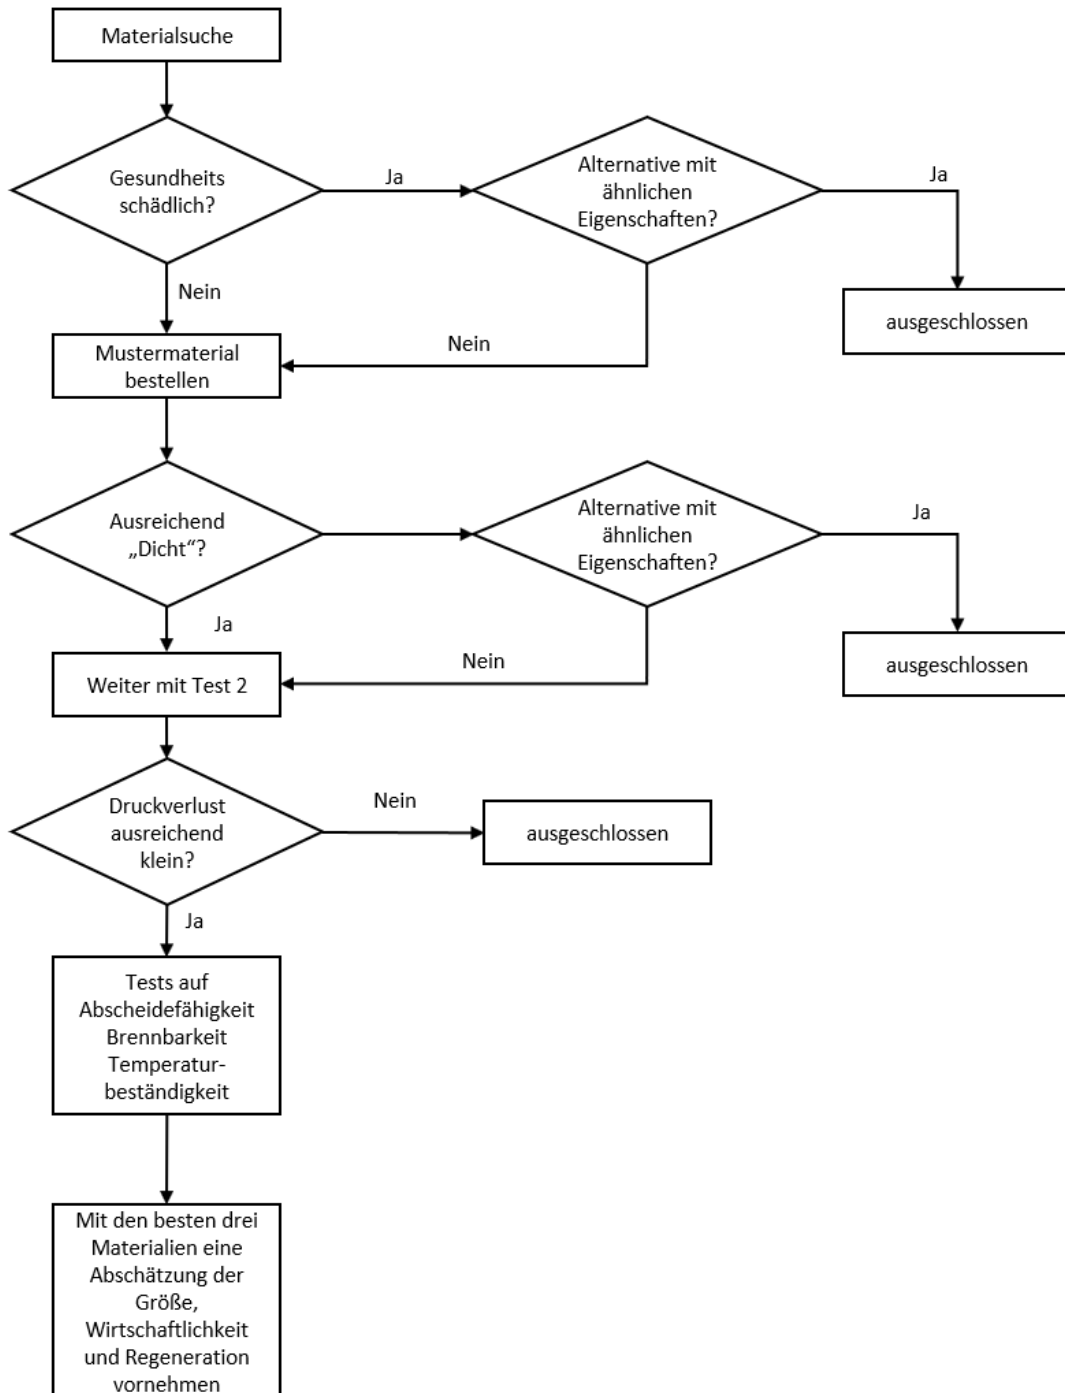 Materialsuche
Gesundheits
schädlich?
Ja
Alternative mit
ähnlichen
Eigenschaften?
Ja
ausgeschlossen
Nein
Nein
Mustermaterial
bestellen
Ausreichend
„Dicht“?
Alternative mit
ähnlichen
Eigenschaften?
Ja
ausgeschlossen
Ja
Nein
Weiter mit Test 2
Druckverlust
ausreichend
klein?
Nein
ausgeschlossen
Ja
Tests auf
Abscheidefähigkeit
Brennbarkeit
Temperatur-
beständigkeit
Mit den besten drei
Materialien eine
Abschätzung der
Größe,
Wirtschaftlichkeit
und Regeneration
vornehmen